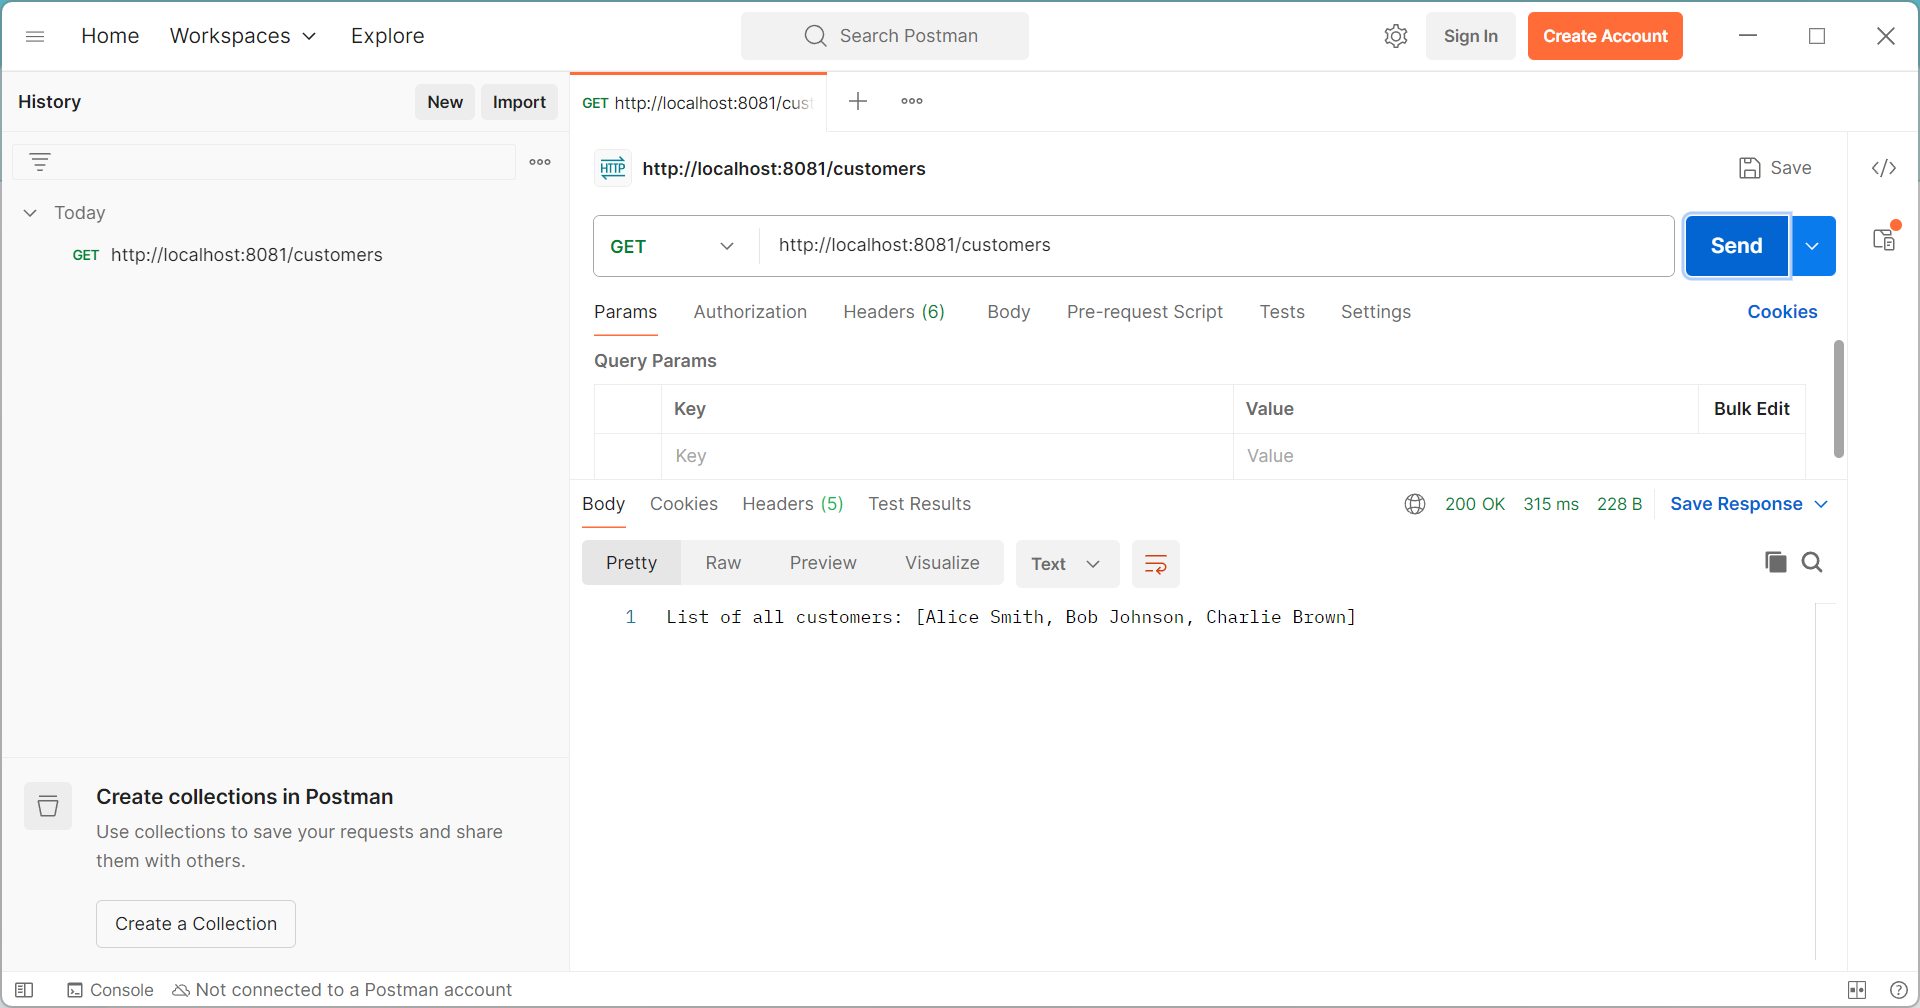 Home Workspaces Explore Search Postman Sign In Create Account
History New Import
GET http://localhost:8081/cus
Today
GET http://localhost:8081/customers
Create collections in Postman
Use collections to save your requests and share
them with others.
Create a Collection
HTTP http://localhost:8081/customers Save
GET http://localhost:8081/customers Send
Params Authorization Headers (6) Body Pre-request Script Tests Settings Cookies
Query Params
Key Value Bulk Edit
Key Value
Body Cookies Headers (5) Test Results 200 OK 315 ms 228 B Save Response
Pretty Raw Preview Visualize Text
1 List of all customers: [Alice Smith, Bob Johnson, Charlie Brown]
Console Not connected to a Postman account